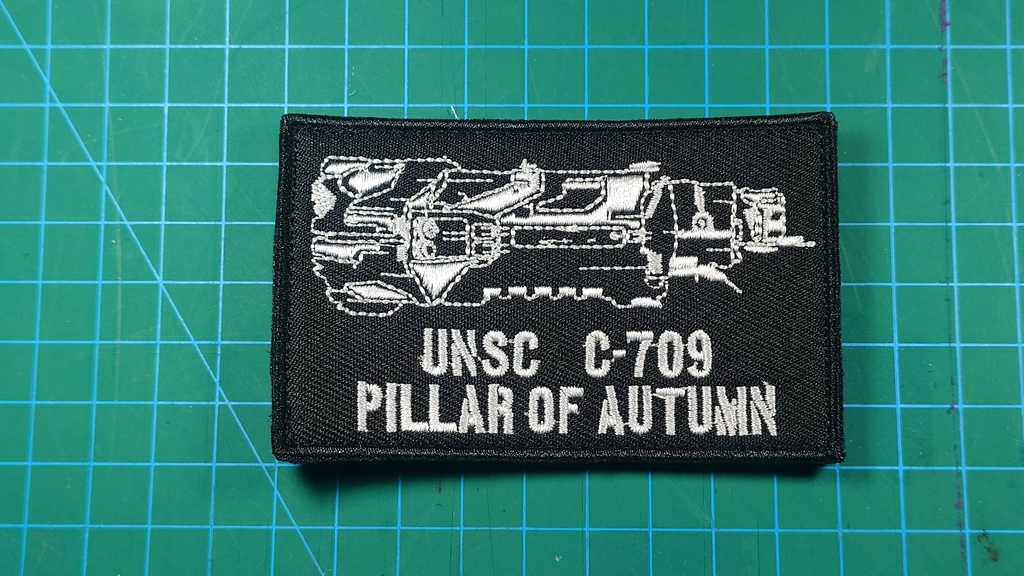 UNSC C-709
PILLAR OF AUTUMN